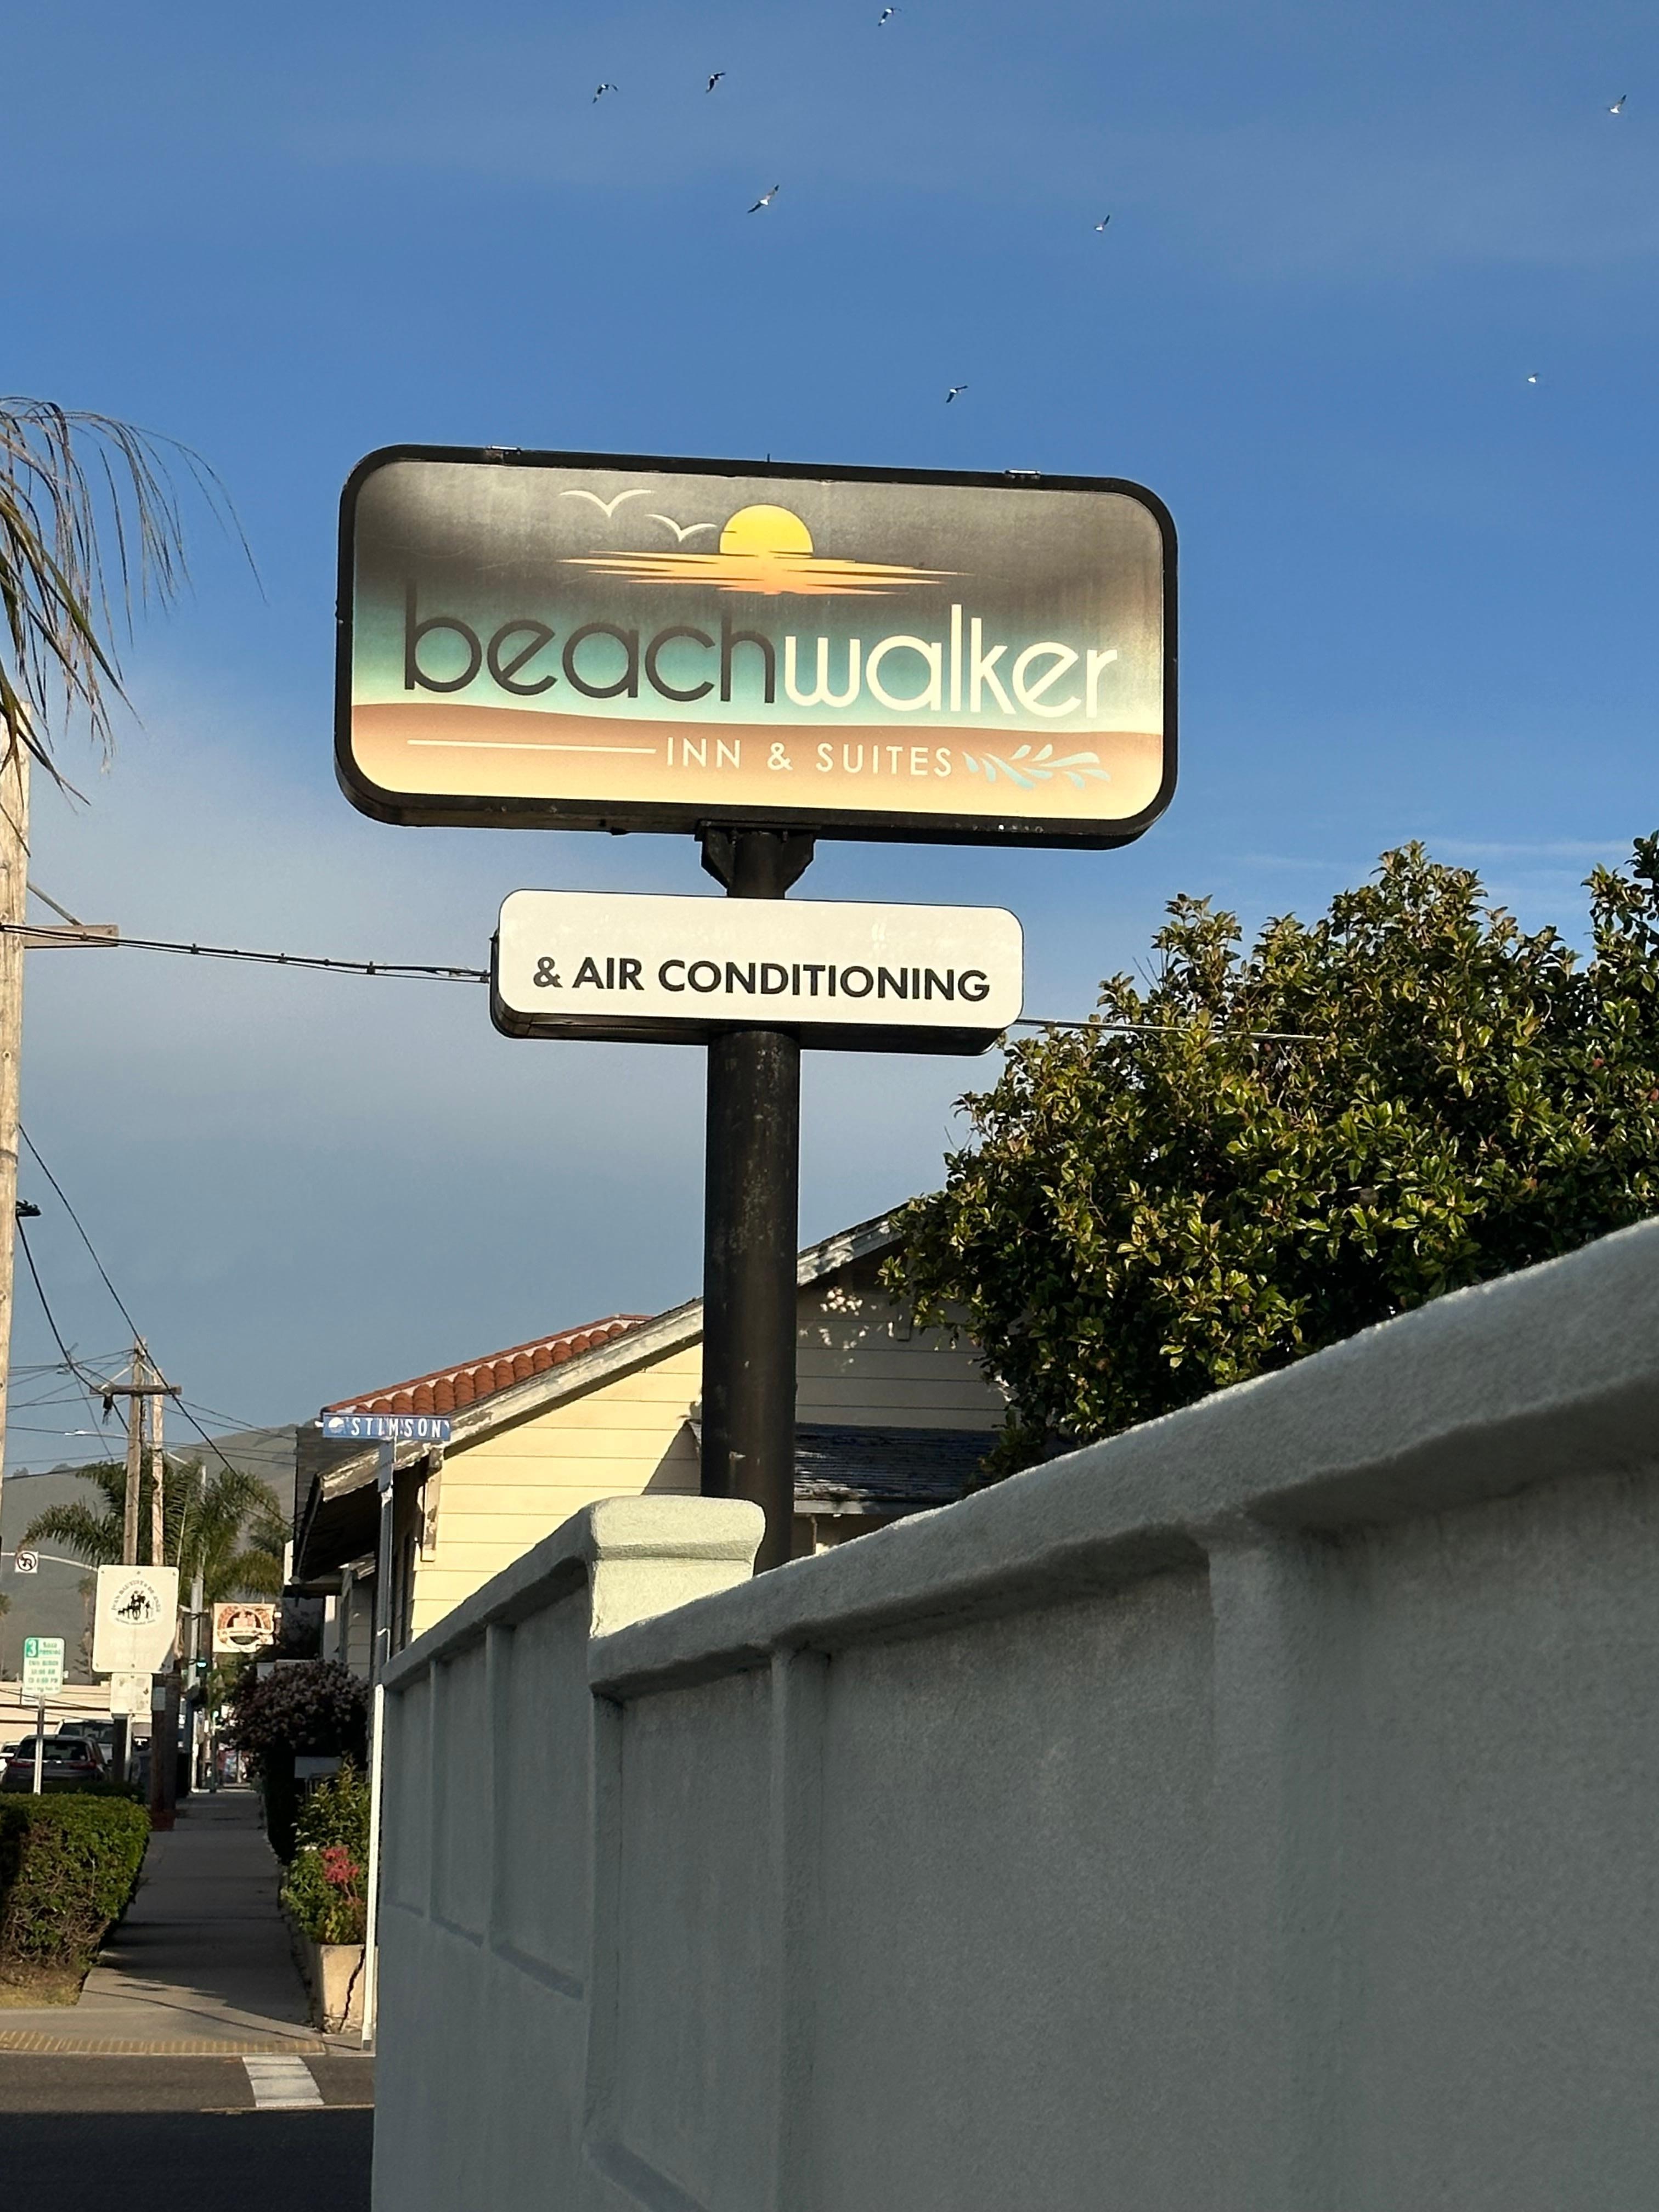 beachwalker
INN & SUITES
& AIR CONDITIONING
STIMSON